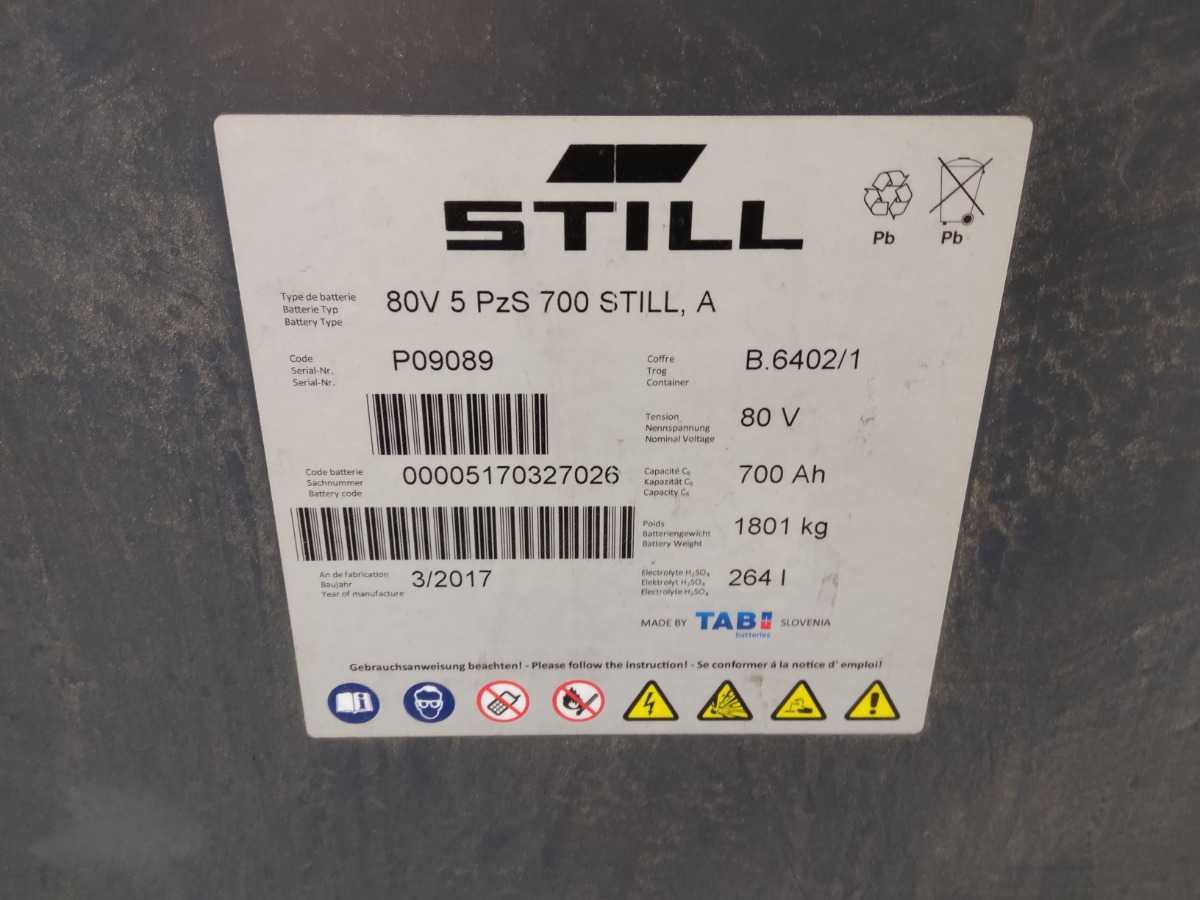 STILL
Pb Pb
Type de batterie
Batterie Typ
Battery Type
80V 5 PzS 700 STILL, A
Code
Serial-Nr.
Serial-Nr.
P09089
Coffre
Trog
Container
B.6402/1
Tension
Nennspannung
Nominal Voltage
80 V
Code batterie
Sachnummer
Battery code
00005170327026
Capacité C₅
Kapazität C₅
Capacity C₅
700 Ah
Poids
Batteriengewicht
Battery Weight
1801 kg
An de fabrication
Baujahr
Year of manufacture
3/2017
Electrolyte H₂SO₄
Elektrolyt H₂SO₄
Electrolyte H₂SO₄
264 l
MADE BY TAB batteries SLOVENIA
Gebrauchsanweisung beachten! - Please follow the instruction! - Se conformer á la notice d' emploi!